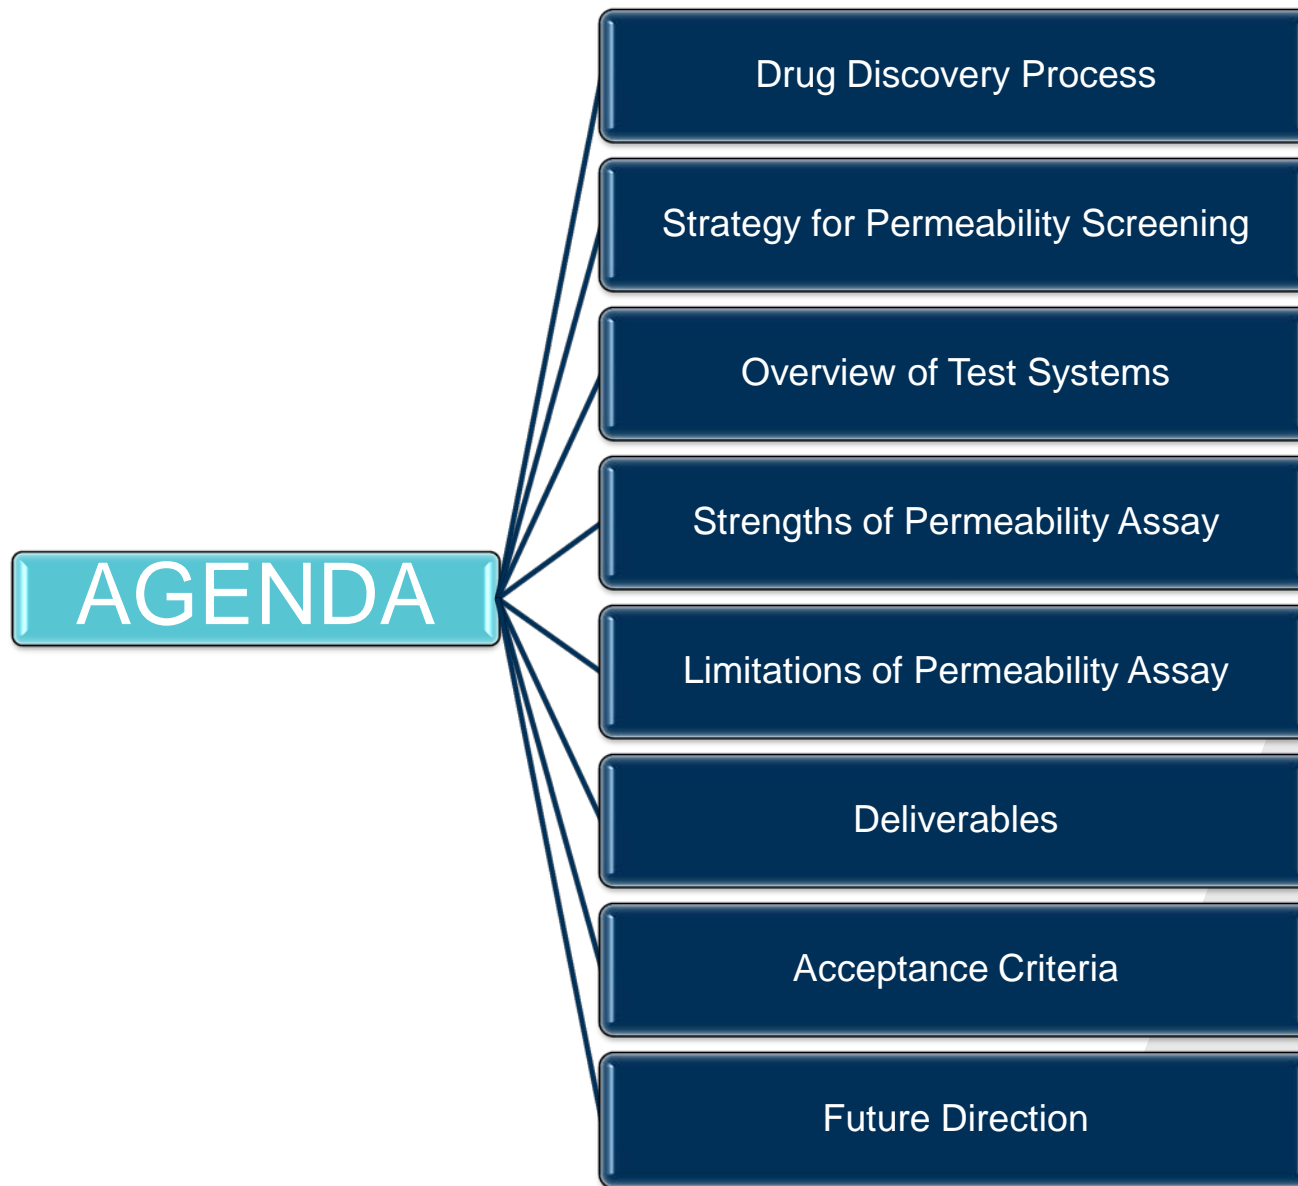 AGENDA
Drug Discovery Process
Strategy for Permeability Screening
Overview of Test Systems
Strengths of Permeability Assay
Limitations of Permeability Assay
Deliverables
Acceptance Criteria
Future Direction